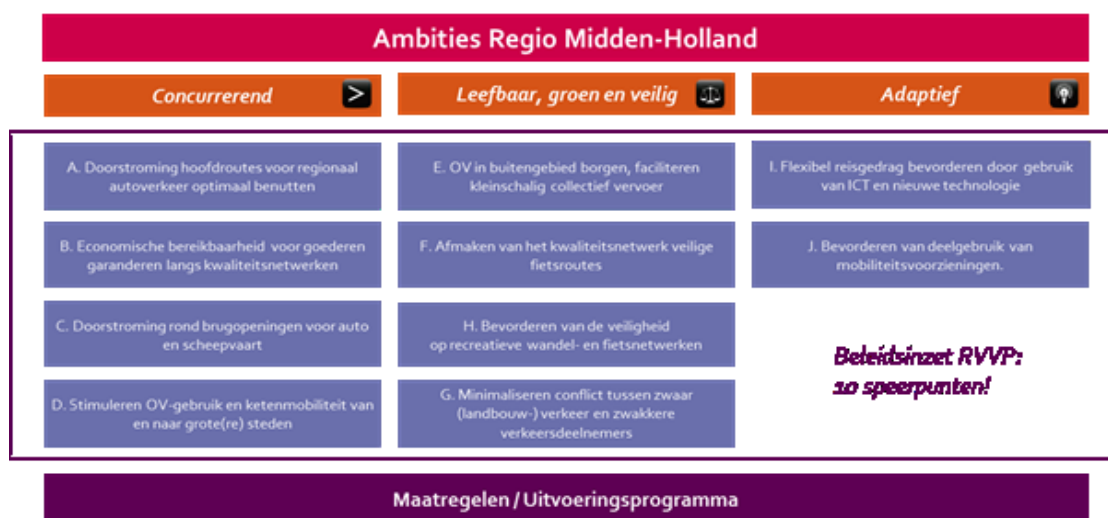 Ambities Regio Midden-Holland
Concurrerend >
Leefbaar, groen en veilig
Adaptief
A. Doorstroming hoofdroutes voor regionaal
autoverkeer optimaal benutten
B. Economische bereikbaarheid voor goederen
garanderen langs kwaliteitsnetwerken
C. Doorstroming rond brugopeningen voor auto
en scheepvaart
D. Stimuleren OV-gebruik en ketenmobiliteit van
en naar grote(re) steden
E. OV in buitengebied borgen, faciliteren
kleinschalig collectief vervoer
F. Afmaken van het kwaliteitsnetwerk veilige
fietsroutes
H. Bevorderen van de veiligheid
op recreatieve wandel- en fietsnetwerken
G. Minimaliseren conflict tussen zwaar
(landbouw-) verkeer en zwakkere
verkeersdeelnemers
I. Flexibel reisgedrag bevorderen door gebruik
van ICT en nieuwe technologie
J. Bevorderen van deelgebruik van
mobiliteitsvoorzieningen.
Beleidsinzet RVVP:
10 speerpunten!
Maatregelen / Uitvoeringsprogramma